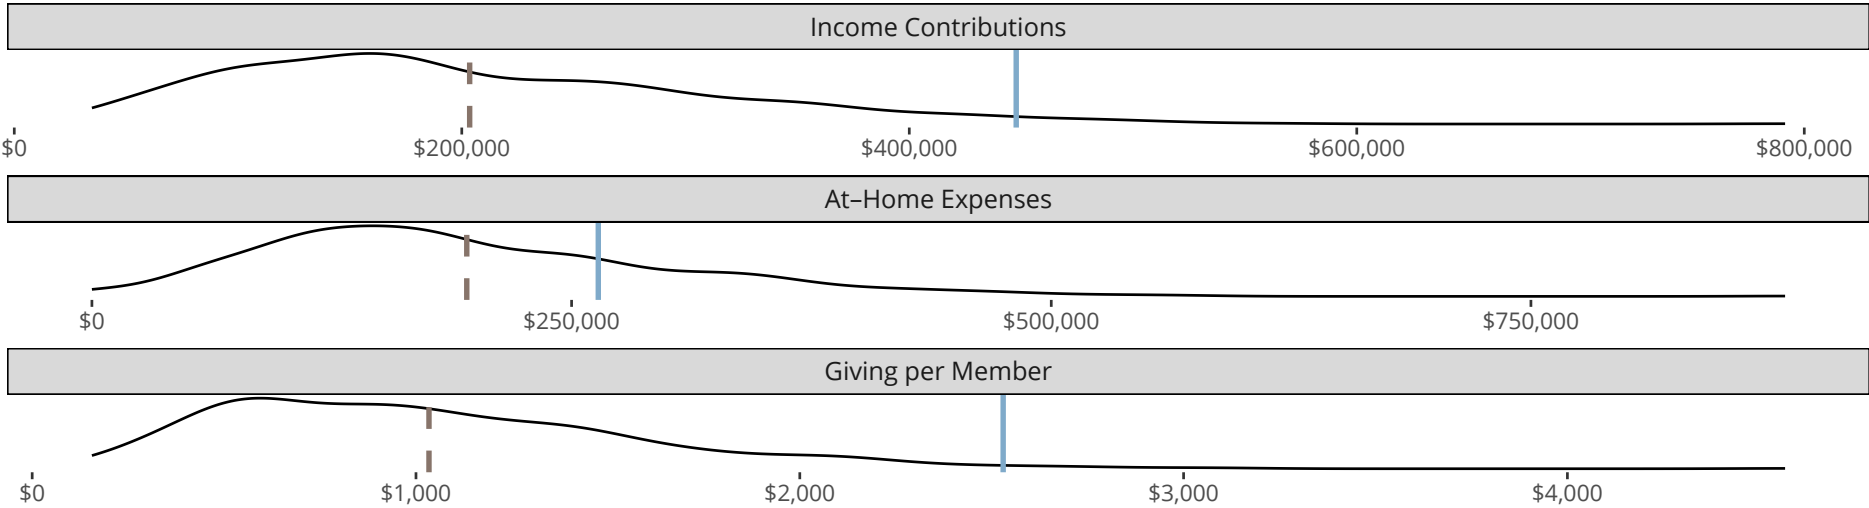 Income Contributions
$0 $200,000 $400,000 $600,000 $800,000
At–Home Expenses
$0 $250,000 $500,000 $750,000
Giving per Member
$0 $1,000 $2,000 $3,000 $4,000